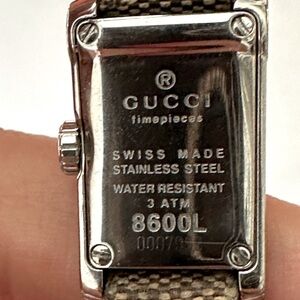 ®
GUCCI
timepieces
SWISS MADE
STAINLESS STEEL
WATER RESISTANT
3 ATM
8600L